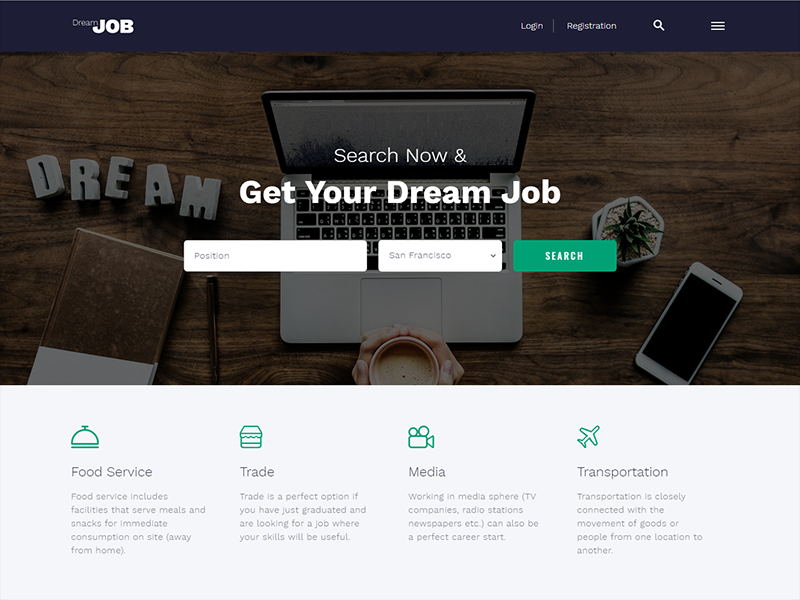 Dream
JOB
Login
Registration
DREAM
Search Now &
Get Your Dream Job
Position
San Francisco
SEARCH
Food Service
Food service includes
facilities that serve meals and
snacks for immediate
consumption on site (away
from home).
Trade
Trade is a perfect option if
you have just graduated and
are looking for a job where
your skills will be useful.
Media
Working in media sphere (TV
companies, radio stations
newspapers etc.) can also be
a perfect career start.
Transportation
Transportation is closely
connected with the
movement of goods or
people from one location to
another.